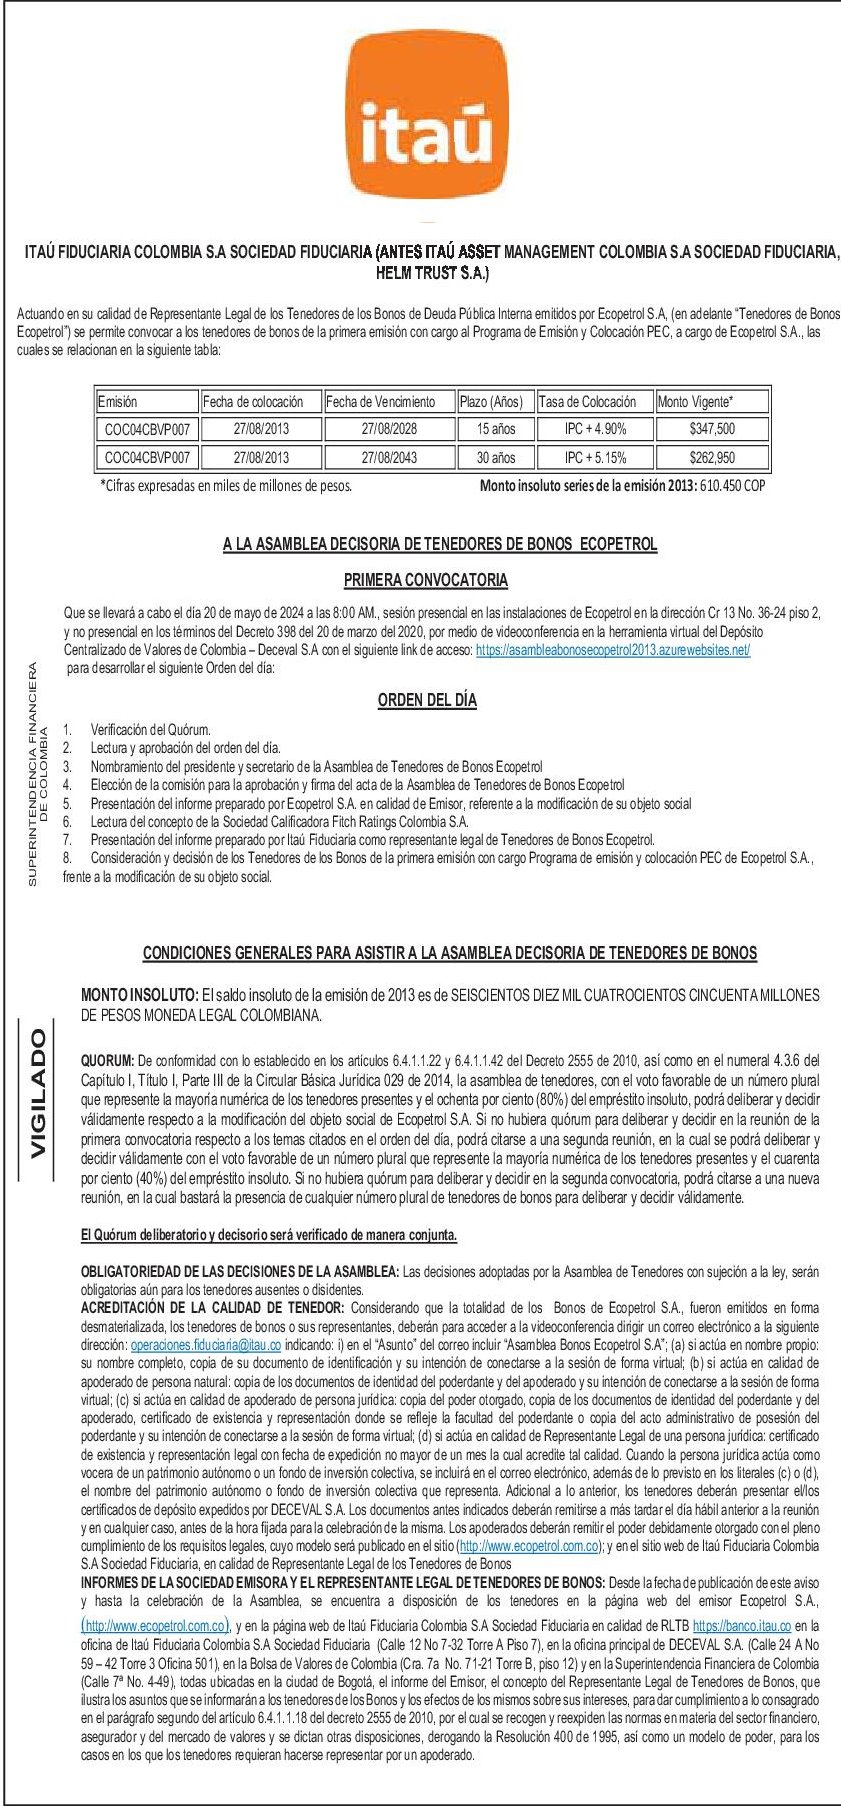 itaú
ITAÚ FIDUCIARIA COLOMBIA S.A SOCIEDAD FIDUCIARIA (ANTES ITAÚ ASSET MANAGEMENT COLOMBIA S.A SOCIEDAD FIDUCIARIA,
HELM TRUST S.A.)
Actuando en su calidad de Representante Legal de los Tenedores de los Bonos de Deuda Pública Interna emitidos por Ecopetrol S.A, (en adelante “Tenedores de Bonos
Ecopetrol”) se permite convocar a los tenedores de bonos de la primera emisión con cargo al Programa de Emisión y Colocación PEC, a cargo de Ecopetrol S.A., las
cuales se relacionan en la siguiente tabla:
Emisión Fecha de colocación Fecha de Vencimiento Plazo (Años) Tasa de Colocación Monto Vigente*
COC04CBVP007 27/08/2013 27/08/2028 15 años IPC + 4.90% $347,500
COC04CBVP007 27/08/2013 27/08/2043 30 años IPC + 5.15% $262,950
*Cifras expresadas en miles de millones de pesos. Monto insoluto series de la emisión 2013: 610.450 COP
A LA ASAMBLEA DECISORIA DE TENEDORES DE BONOS ECOPETROL
PRIMERA CONVOCATORIA
Que se llevará a cabo el día 20 de mayo de 2024 a las 8:00 AM., sesión presencial en las instalaciones de Ecopetrol en la dirección Cr 13 No. 36-24 piso 2,
y no presencial en los términos del Decreto 398 del 20 de marzo del 2020, por medio de videoconferencia en la herramienta virtual del Depósito
Centralizado de Valores de Colombia – Deceval S.A con el siguiente link de acceso: https://asambleabonosecopetrol2013.azurewebsites.net/
para desarrollar el siguiente Orden del día:
ORDEN DEL DÍA
1. Verificación del Quórum.
2. Lectura y aprobación del orden del día.
3. Nombramiento del presidente y secretario de la Asamblea de Tenedores de Bonos Ecopetrol
4. Elección de la comisión para la aprobación y firma del acta de la Asamblea de Tenedores de Bonos Ecopetrol
5. Presentación del informe preparado por Ecopetrol S.A. en calidad de Emisor, referente a la modificación de su objeto social
6. Lectura del concepto de la Sociedad Calificadora Fitch Ratings Colombia S.A.
7. Presentación del informe preparado por Itaú Fiduciaria como representante legal de Tenedores de Bonos Ecopetrol.
8. Consideración y decisión de los Tenedores de los Bonos de la primera emisión con cargo Programa de emisión y colocación PEC de Ecopetrol S.A.,
frente a la modificación de su objeto social.
SUPERINTENDENCIA FINANCIERA
DE COLOMBIA
VIGILADO
CONDICIONES GENERALES PARA ASISTIR A LA ASAMBLEA DECISORIA DE TENEDORES DE BONOS
MONTO INSOLUTO: El saldo insoluto de la emisión de 2013 es de SEISCIENTOS DIEZ MIL CUATROCIENTOS CINCUENTA MILLONES
DE PESOS MONEDA LEGAL COLOMBIANA.
QUORUM: De conformidad con lo establecido en los artículos 6.4.1.1.22 y 6.4.1.1.42 del Decreto 2555 de 2010, así como en el numeral 4.3.6 del
Capítulo I, Título I, Parte III de la Circular Básica Jurídica 029 de 2014, la asamblea de tenedores, con el voto favorable de un número plural
que represente la mayoría numérica de los tenedores presentes y el ochenta por ciento (80%) del empréstito insoluto, podrá deliberar y decidir
válidamente respecto a la modificación del objeto social de Ecopetrol S.A. Si no hubiera quórum para deliberar y decidir en la reunión de la
primera convocatoria respecto a los temas citados en el orden del día, podrá citarse a una segunda reunión, en la cual se podrá deliberar y
decidir válidamente con el voto favorable de un número plural que represente la mayoría numérica de los tenedores presentes y el cuarenta
por ciento (40%) del empréstito insoluto. Si no hubiera quórum para deliberar y decidir en la segunda convocatoria, podrá citarse a una nueva
reunión, en la cual bastará la presencia de cualquier número plural de tenedores de bonos para deliberar y decidir válidamente.
El Quórum deliberatorio y decisorio será verificado de manera conjunta.
OBLIGATORIEDAD DE LAS DECISIONES DE LA ASAMBLEA: Las decisiones adoptadas por la Asamblea de Tenedores con sujeción a la ley, serán
obligatorias aún para los tenedores ausentes o disidentes.
ACREDITACIÓN DE LA CALIDAD DE TENEDOR: Considerando que la totalidad de los Bonos de Ecopetrol S.A., fueron emitidos en forma
desmaterializada, los tenedores de bonos o sus representantes, deberán para acceder a la videoconferencia dirigir un correo electrónico a la siguiente
dirección: operaciones.fiduciaria@itau.co indicando: i) en el “Asunto” del correo incluir “Asamblea Bonos Ecopetrol S.A”; (a) si actúa en nombre propio:
su nombre completo, copia de su documento de identificación y su intención de conectarse a la sesión de forma virtual; (b) si actúa en calidad de
apoderado de persona natural: copia de los documentos de identidad del poderdante y del apoderado y su intención de conectarse a la sesión de forma
virtual; (c) si actúa en calidad de apoderado de persona jurídica: copia del poder otorgado, copia de los documentos de identidad del poderdante y del
apoderado, certificado de existencia y representación donde se refleje la facultad del poderdante o copia del acto administrativo de posesión del
poderdante y su intención de conectarse a la sesión de forma virtual; (d) si actúa en calidad de Representante Legal de una persona jurídica: certificado
de existencia y representación legal con fecha de expedición no mayor de un mes la cual acredite tal calidad. Cuando la persona jurídica actúa como
vocera de un patrimonio autónomo o un fondo de inversión colectiva, se incluirá en el correo electrónico, además de lo previsto en los literales (c) o (d),
el nombre del patrimonio autónomo o fondo de inversión colectiva que representa. Adicional a lo anterior, los tenedores deberán presentar el/los
certificados de depósito expedidos por DECEVAL S.A. Los documentos antes indicados deberán remitirse a más tardar el día hábil anterior a la reunión
y en cualquier caso, antes de la hora fijada para la celebración de la misma. Los apoderados deberán remitir el poder debidamente otorgado con el pleno
cumplimiento de los requisitos legales, cuyo modelo será publicado en el sitio (http://www.ecopetrol.com.co); y en el sitio web de Itaú Fiduciaria Colombia
S.A Sociedad Fiduciaria, en calidad de Representante Legal de los Tenedores de Bonos
INFORMES DE LA SOCIEDAD EMISORA Y EL REPRESENTANTE LEGAL DE TENEDORES DE BONOS: Desde la fecha de publicación de este aviso
y hasta la celebración de la Asamblea, se encuentra a disposición de los tenedores en la página web del emisor Ecopetrol S.A.,
(http://www.ecopetrol.com.co), y en la página web de Itaú Fiduciaria Colombia S.A Sociedad Fiduciaria en calidad de RLTB https://banco.itau.co en la
oficina de Itaú Fiduciaria Colombia S.A Sociedad Fiduciaria (Calle 12 No 7-32 Torre A Piso 7), en la oficina principal de DECEVAL S.A. (Calle 24 A No
59 – 42 Torre 3 Oficina 501), en la Bolsa de Valores de Colombia (Cra. 7a No. 71-21 Torre B, piso 12) y en la Superintendencia Financiera de Colombia
(Calle 7ª No. 4-49), todas ubicadas en la ciudad de Bogotá, el informe del Emisor, el concepto del Representante Legal de Tenedores de Bonos, que
ilustra los asuntos que se informarán a los tenedores de los Bonos y los efectos de los mismos sobre sus intereses, para dar cumplimiento a lo consagrado
en el parágrafo segundo del artículo 6.4.1.1.18 del decreto 2555 de 2010, por el cual se recogen y reexpiden las normas en materia del sector financiero,
asegurador y del mercado de valores y se dictan otras disposiciones, derogando la Resolución 400 de 1995, así como un modelo de poder, para los
casos en los que los tenedores requieran hacerse representar por un apoderado.